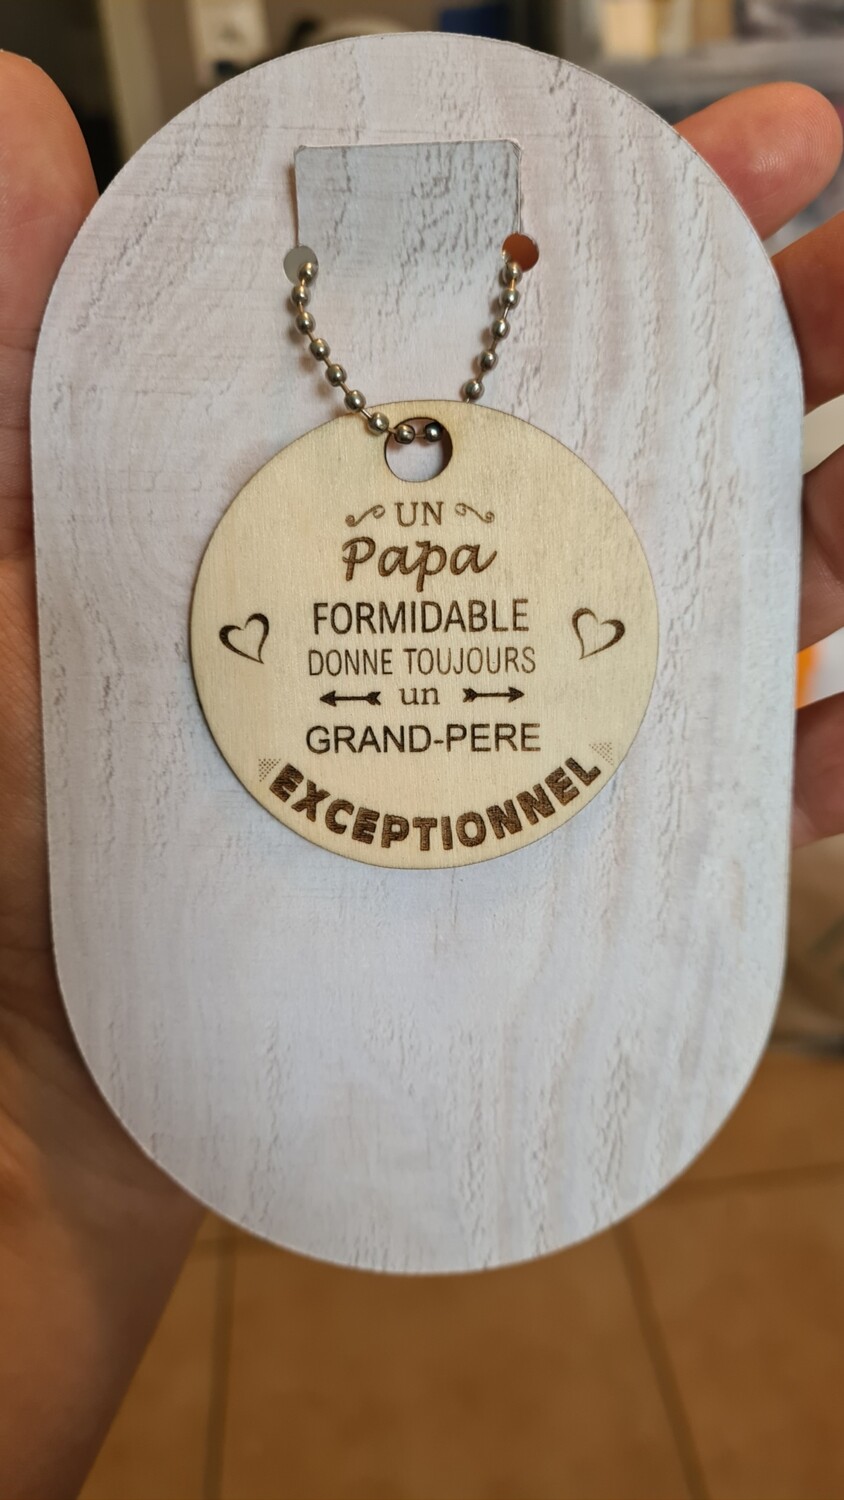 UN
Papa
FORMIDABLE
DONNE TOUJOURS
un
GRAND-PERE
EXCEPTIONNEL